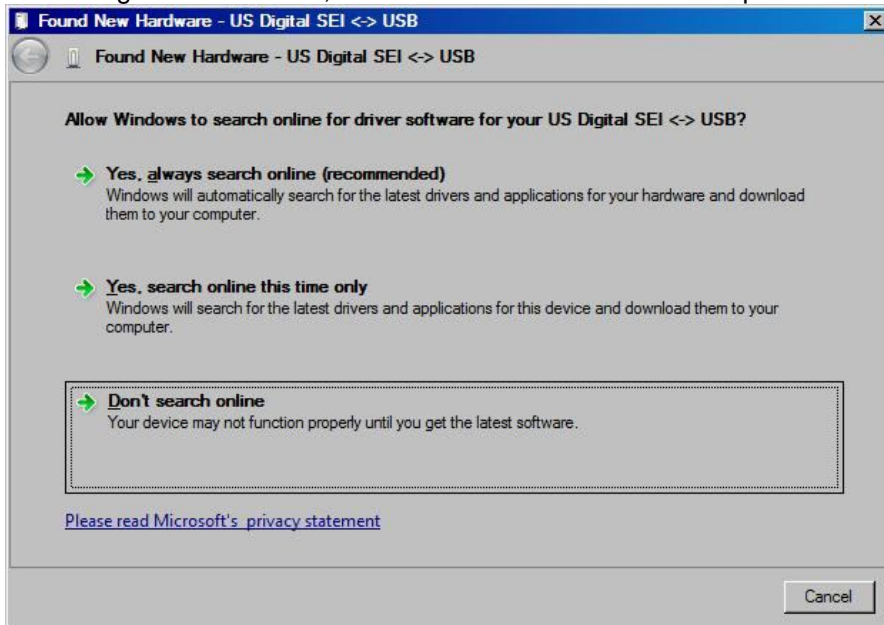 Found New Hardware - US Digital SEI <-> USB
Found New Hardware - US Digital SEI <-> USB
Allow Windows to search online for driver software for your US Digital SEI <-> USB?
Yes, always search online (recommended)
Windows will automatically search for the latest drivers and applications for your hardware and download
them to your computer.
Yes, search online this time only
Windows will search for the latest drivers and applications for this device and download them to your
computer.
Don't search online
Your device may not function properly until you get the latest software.
Please read Microsoft's privacy statement
Cancel